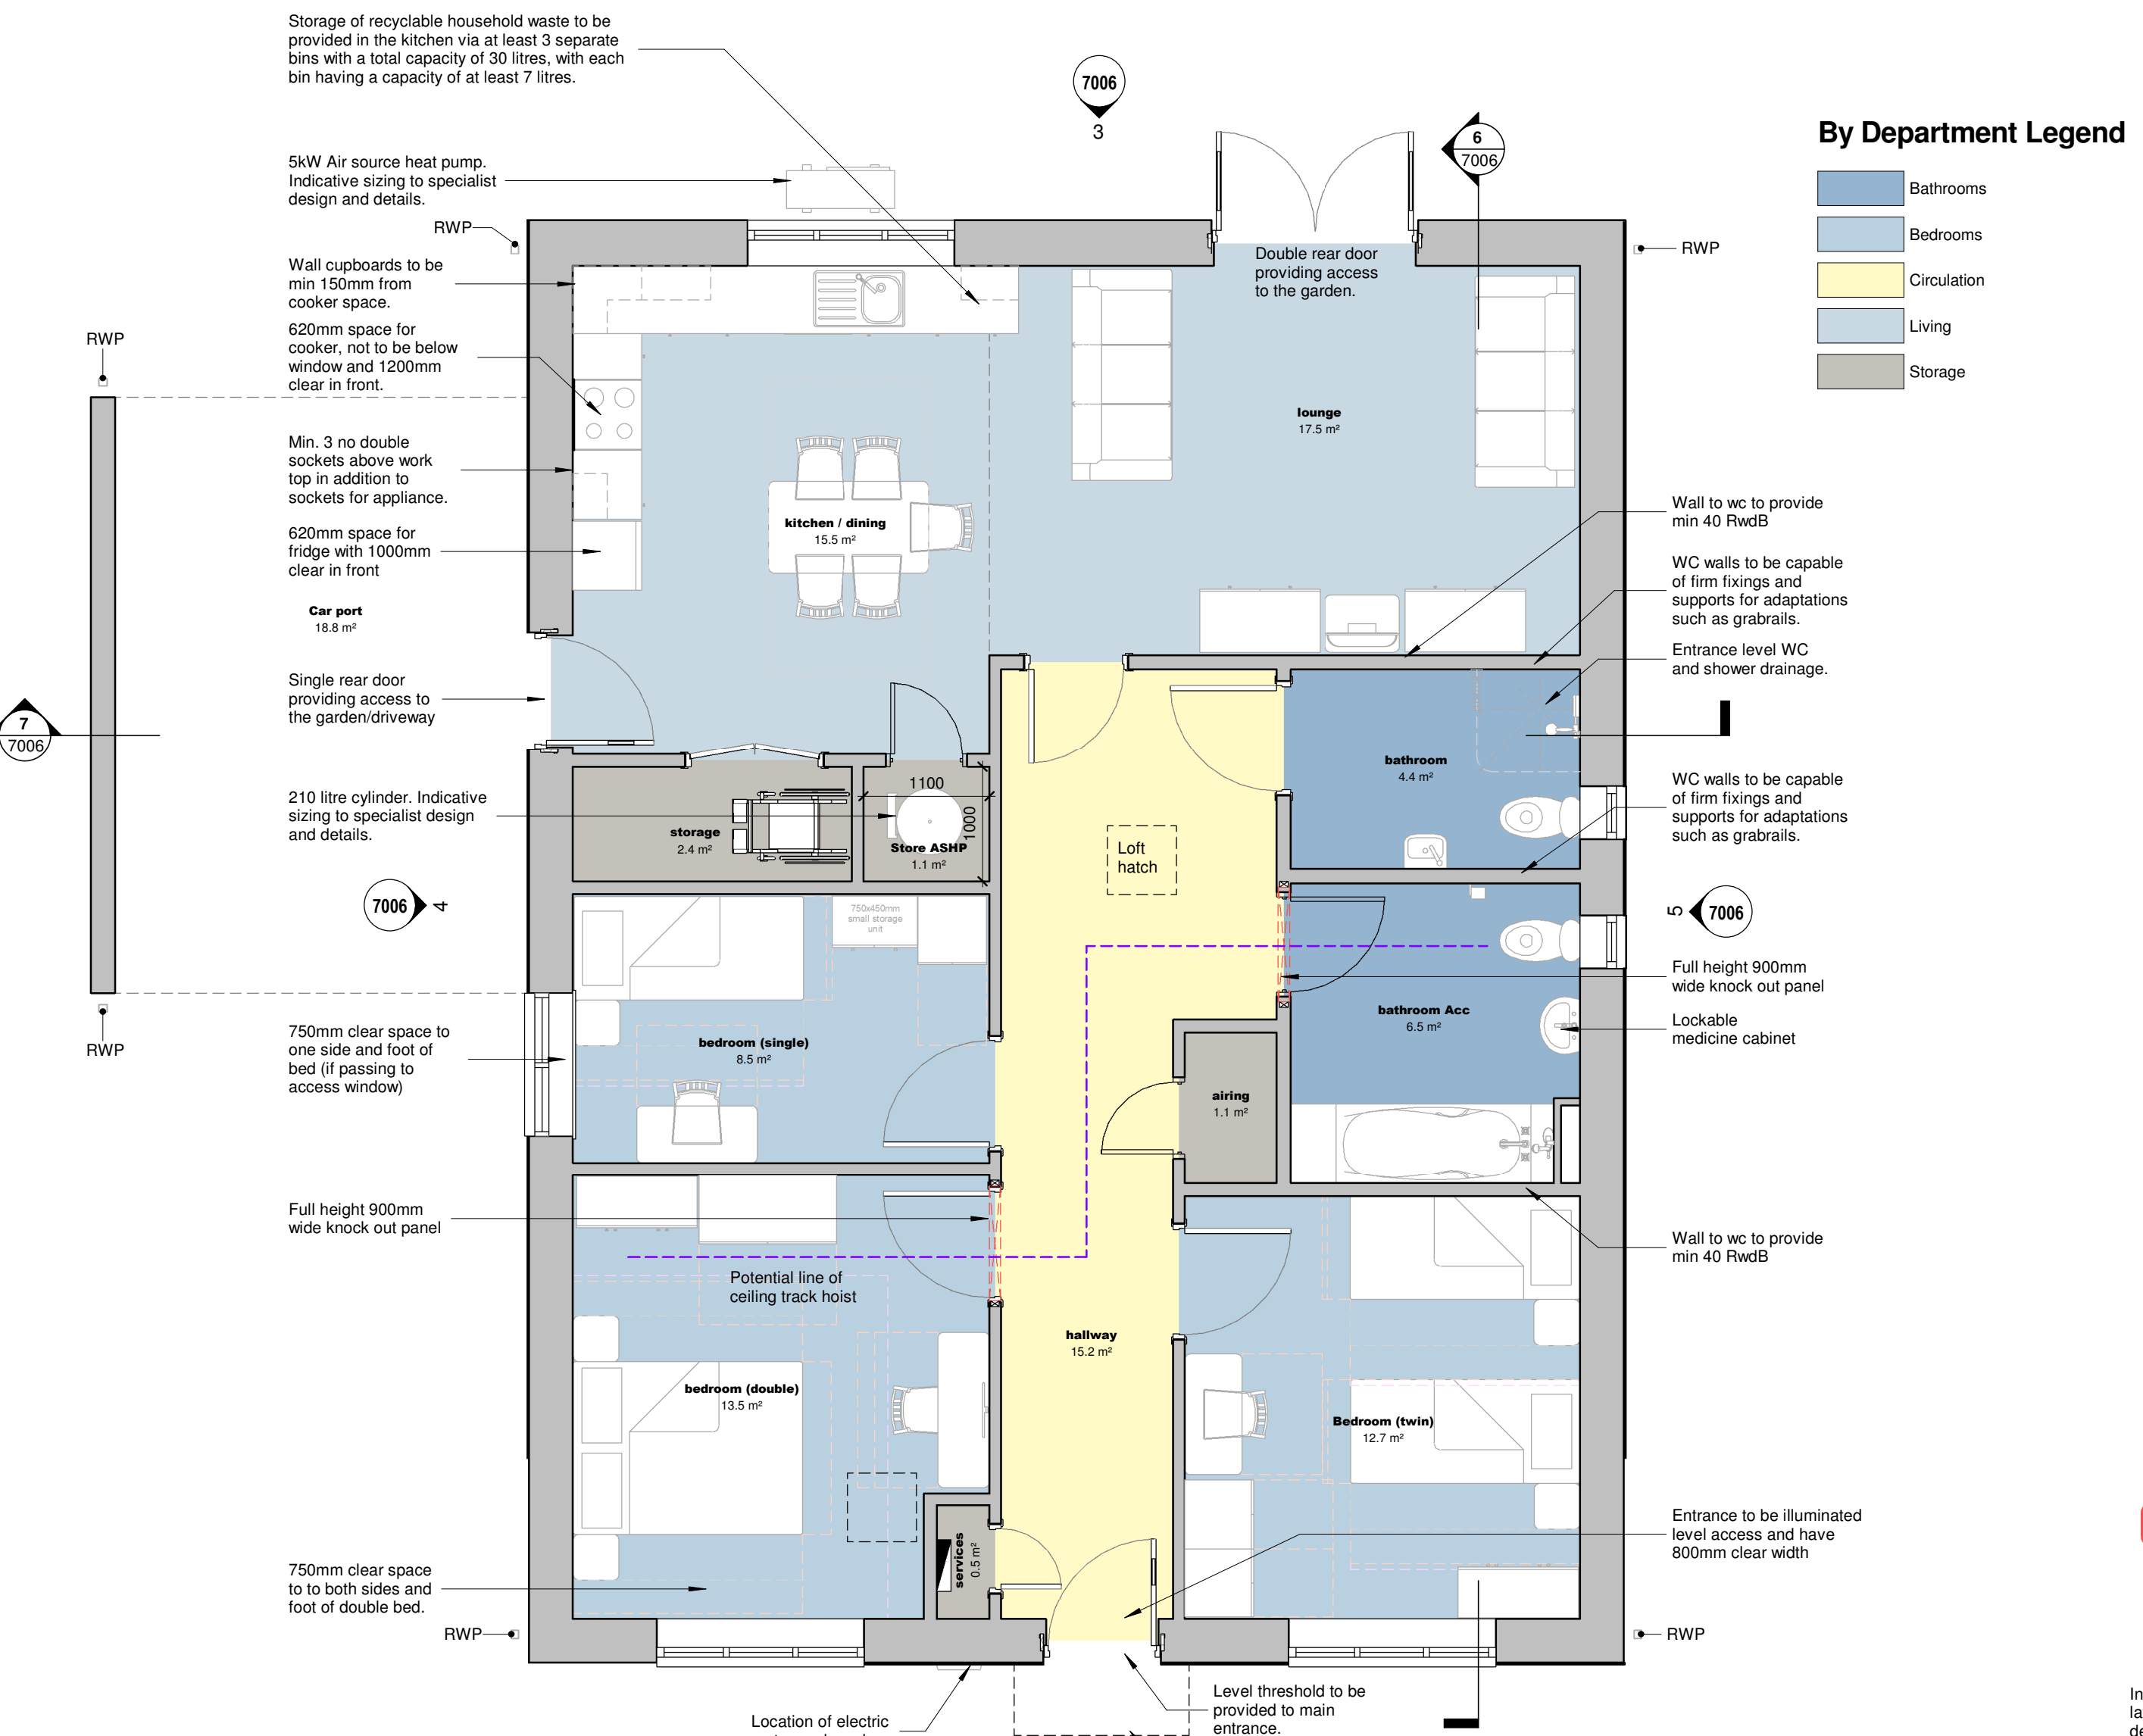 Storage of recyclable household waste to be
provided in the kitchen via at least 3 separate
bins with a total capacity of 30 litres, with each
bin having a capacity of at least 7 litres.
7006
3
6
7006
By Department Legend
Bathrooms
Bedrooms
Circulation
Living
Storage
5kW Air source heat pump.
Indicative sizing to specialist
design and details.
RWP
RWP
Wall cupboards to be
min 150mm from
cooker space.
Double rear door
providing access
to the garden.
620mm space for
cooker, not to be below
window and 1200mm
clear in front.
RWP
lounge
17.5 m²
Min. 3 no double
sockets above work
top in addition to
sockets for appliance.
kitchen / dining
15.5 m²
620mm space for
fridge with 1000mm
clear in front
Wall to wc to provide
min 40 RwdB
WC walls to be capable
of firm fixings and
supports for adaptations
such as grabrails.
Car port
18.8 m²
Entrance level WC
and shower drainage.
Single rear door
providing access to
the garden/driveway
7
7006
bathroom
4.4 m²
WC walls to be capable
of firm fixings and
supports for adaptations
such as grabrails.
210 litre cylinder. Indicative
sizing to specialist design
and details.
1100
1000
storage
2.4 m²
Store ASHP
1.1 m²
Loft
hatch
7006
4
750x450mm
small storage
unit
5
7006
Full height 900mm
wide knock out panel
bathroom Acc
6.5 m²
Lockable
medicine cabinet
RWP
750mm clear space to
one side and foot of
bed (if passing to
access window)
bedroom (single)
8.5 m²
airing
1.1 m²
Full height 900mm
wide knock out panel
Wall to wc to provide
min 40 RwdB
Potential line of
ceiling track hoist
hallway
15.2 m²
bedroom (double)
13.5 m²
Bedroom (twin)
12.7 m²
services
0.5 m²
Entrance to be illuminated
level access and have
800mm clear width
750mm clear space
to to both sides and
foot of double bed.
RWP
RWP
Level threshold to be
provided to main
entrance.
Location of electric
In
la